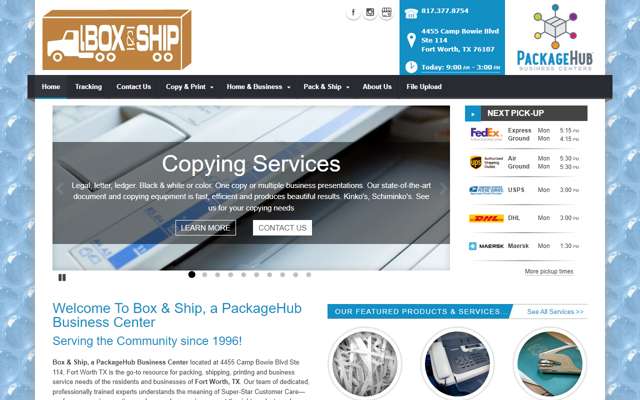 BOX N SHIP
817.377.8754
4455 Camp Bowie Blvd
Ste 114
Fort Worth, TX 76107
Today: 9:00 AM - 3:00 PM
PACKAGEHUB
BUSINESS CENTERS
Home Tracking Contact Us Copy & Print Home & Business Pack & Ship About Us File Upload
Copying Services
Legal, letter, ledger. Black & white or color. One copy or multiple business presentations. Our state-of-the-art
document and copying equipment is fast, efficient and produces beautiful results. Kinko's, Schminko's. See
us for your copying needs
LEARN MORE CONTACT US
NEXT PICK-UP
FedEx Express Mon 5:15 PM
Ground Mon 4:15 PM
ups Air Mon 5:30 PM
Ground Mon 5:30 PM
USPS Mon 3:30 PM
DHL DHL Mon 3:00 PM
MAERSK Maersk Mon 1:30 PM
More pickup times
Welcome To Box & Ship, a PackageHub
Business Center
Serving the Community since 1996!
Box & Ship, a PackageHub Business Center located at 4455 Camp Bowie Blvd Ste
114, Fort Worth TX is the go-to resource for packing, shipping, printing and business
service needs of the residents and businesses of Fort Worth, TX. Our team of dedicated,
professionally trained experts understands the meaning of Super-Star Customer Care—
OUR FEATURED PRODUCTS & SERVICES...
See All Services >>